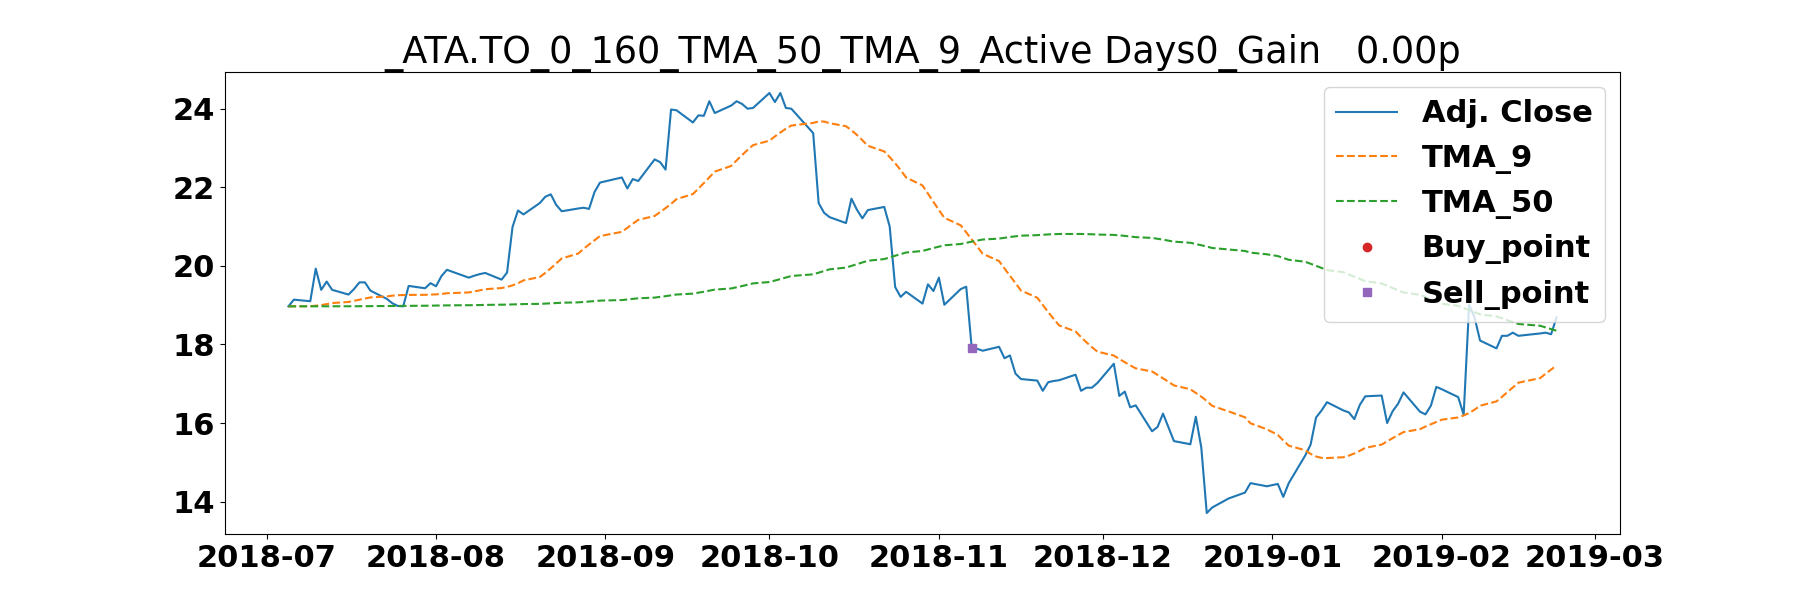 _ATA.TO_0_160_TMA_50_TMA_9_Active Days0_Gain   0.00p
24
22
20
18
16
14
Adj. Close
TMA_9
TMA_50
Buy_point
Sell_point
2018-07 2018-08 2018-09 2018-10 2018-11 2018-12 2019-01 2019-02 2019-03